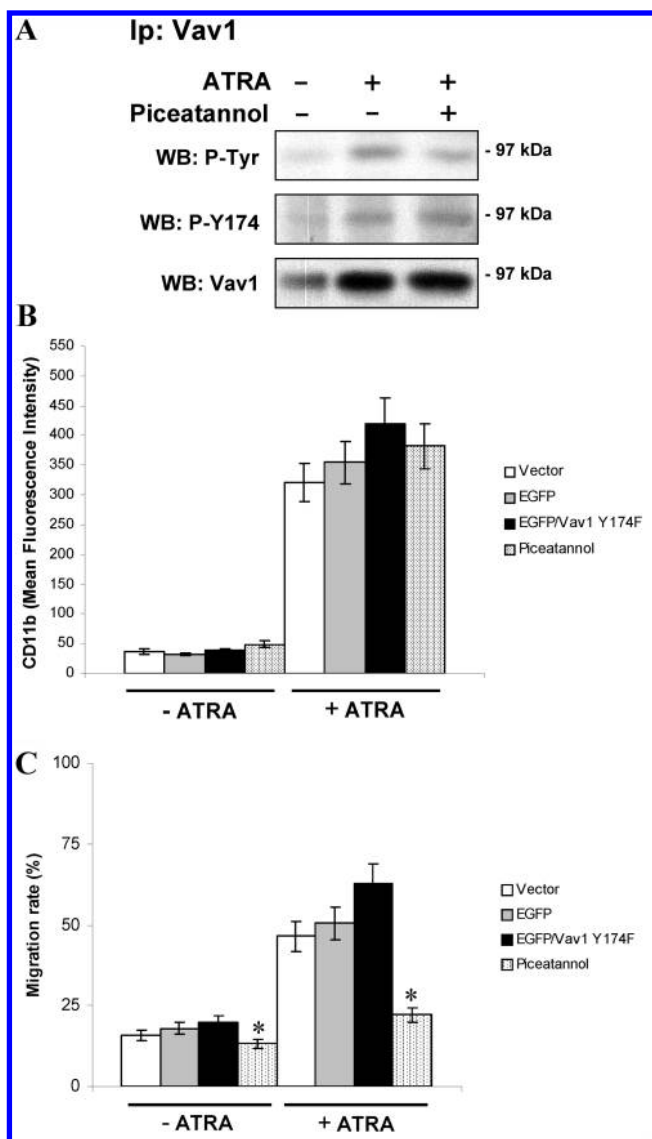 A
Ip: Vav1
ATRA – + +
Piceatannol – – +
WB: P-Tyr - 97 kDa
WB: P-Y174 - 97 kDa
WB: Vav1 - 97 kDa
B
CD11b (Mean Fluorescence Intensity)
550
450
400
350
300
250
200
150
100
50
0
Vector
EGFP
EGFP/Vav1 Y174F
Piceatannol
- ATRA + ATRA
C
Migration rate (%)
100
75
50
25
0
* *
Vector
EGFP
EGFP/Vav1 Y174F
Piceatannol
- ATRA + ATRA